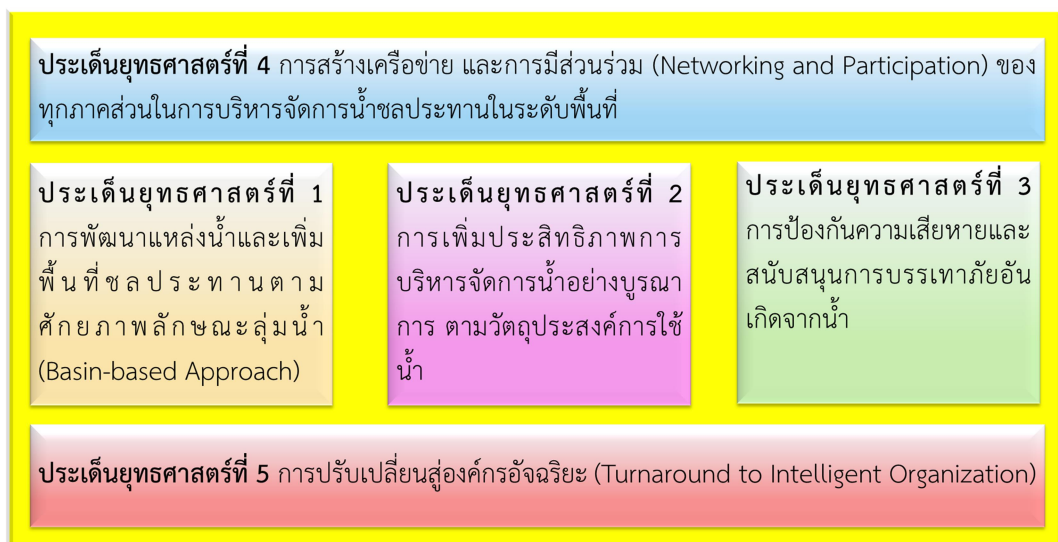 ประเด็นยุทธศาสตร์ที่ 4 การสร้างเครือข่าย และการมีส่วนร่วม (Networking and Participation) ของ
ทุกภาคส่วนในการบริหารจัดการน้ำชลประทานในระดับพื้นที่
ประเด็นยุทธศาสตร์ที่ 1
การพัฒนาแหล่งน้ำและเพิ่ม
พื้นที่ชลประทานตาม
ศักยภาพลักษณะลุ่มน้ำ
(Basin-based Approach)
ประเด็นยุทธศาสตร์ที่ 2
การเพิ่มประสิทธิภาพการ
บริหารจัดการน้ำอย่างบูรณา
การ ตามวัตถุประสงค์การใช้
น้ำ
ประเด็นยุทธศาสตร์ที่ 3
การป้องกันความเสียหายและ
สนับสนุนการบรรเทาภัยอัน
เกิดจากน้ำ
ประเด็นยุทธศาสตร์ที่ 5 การปรับเปลี่ยนสู่องค์กรอัจฉริยะ (Turnaround to Intelligent Organization)